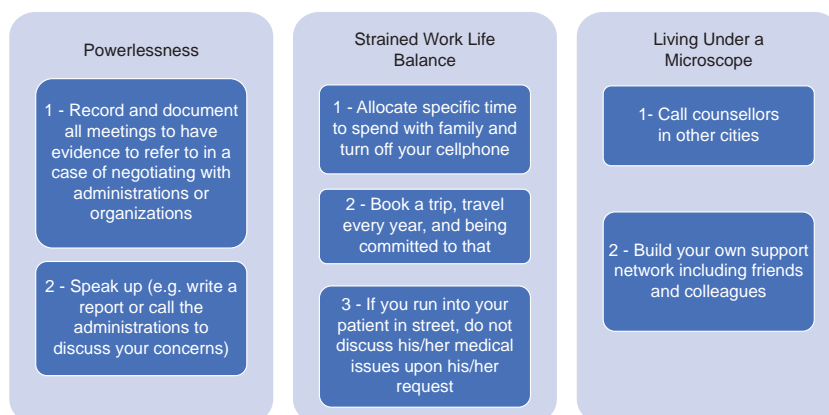 Powerlessness
1 - Record and document
all meetings to have
evidence to refer to in a
case of negotiating with
administrations or
organizations
2 - Speak up (e.g. write a
report or call the
administrations to
discuss your concerns)
Strained Work Life
Balance
1 - Allocate specific time
to spend with family and
turn off your cellphone
2 - Book a trip, travel
every year, and being
committed to that
3 - If you run into your
patient in street, do not
discuss his/her medical
issues upon his/her
request
Living Under a
Microscope
1- Call counsellors
in other cities
2 - Build your own support
network including friends
and colleagues